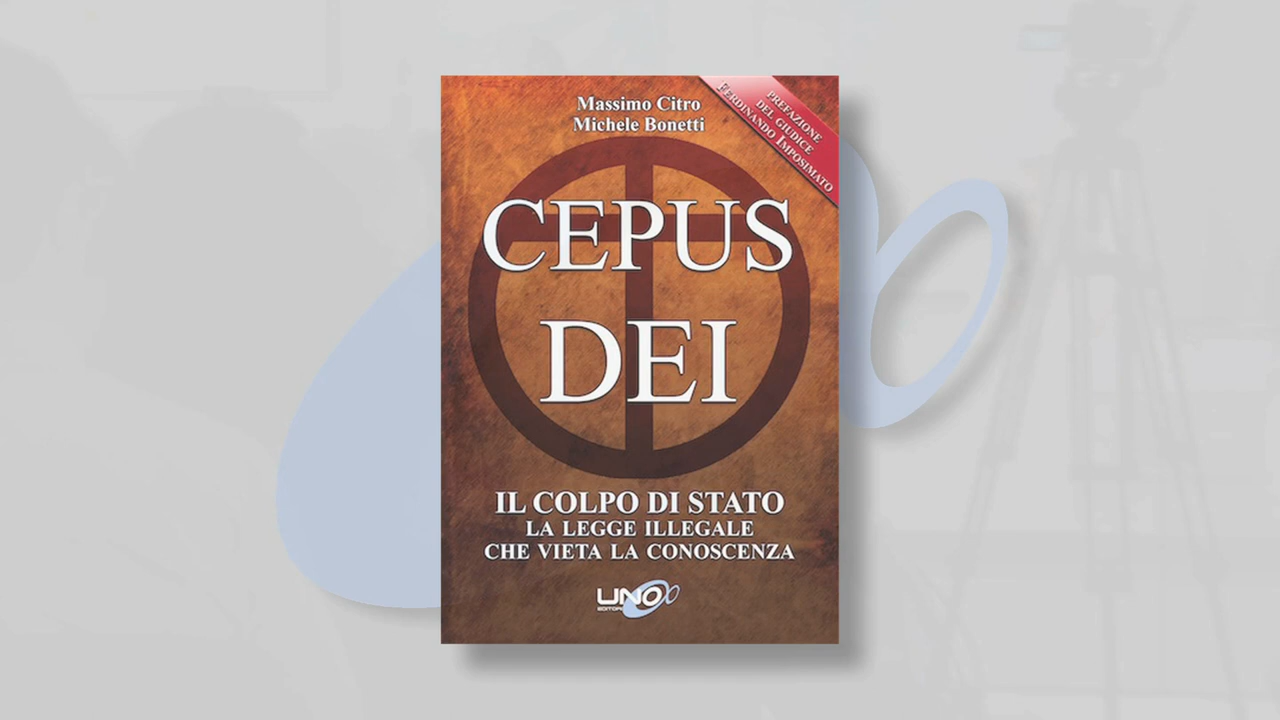 Massimo Citro
Michele Bonetti
PREFAZIONE
DEL GIUDICE
FERDINANDO IMPOSIMATO
CEPUS
DEI
IL COLPO DI STATO
LA LEGGE ILLEGALE
CHE VIETA LA CONOSCENZA
UNO
EDITORI